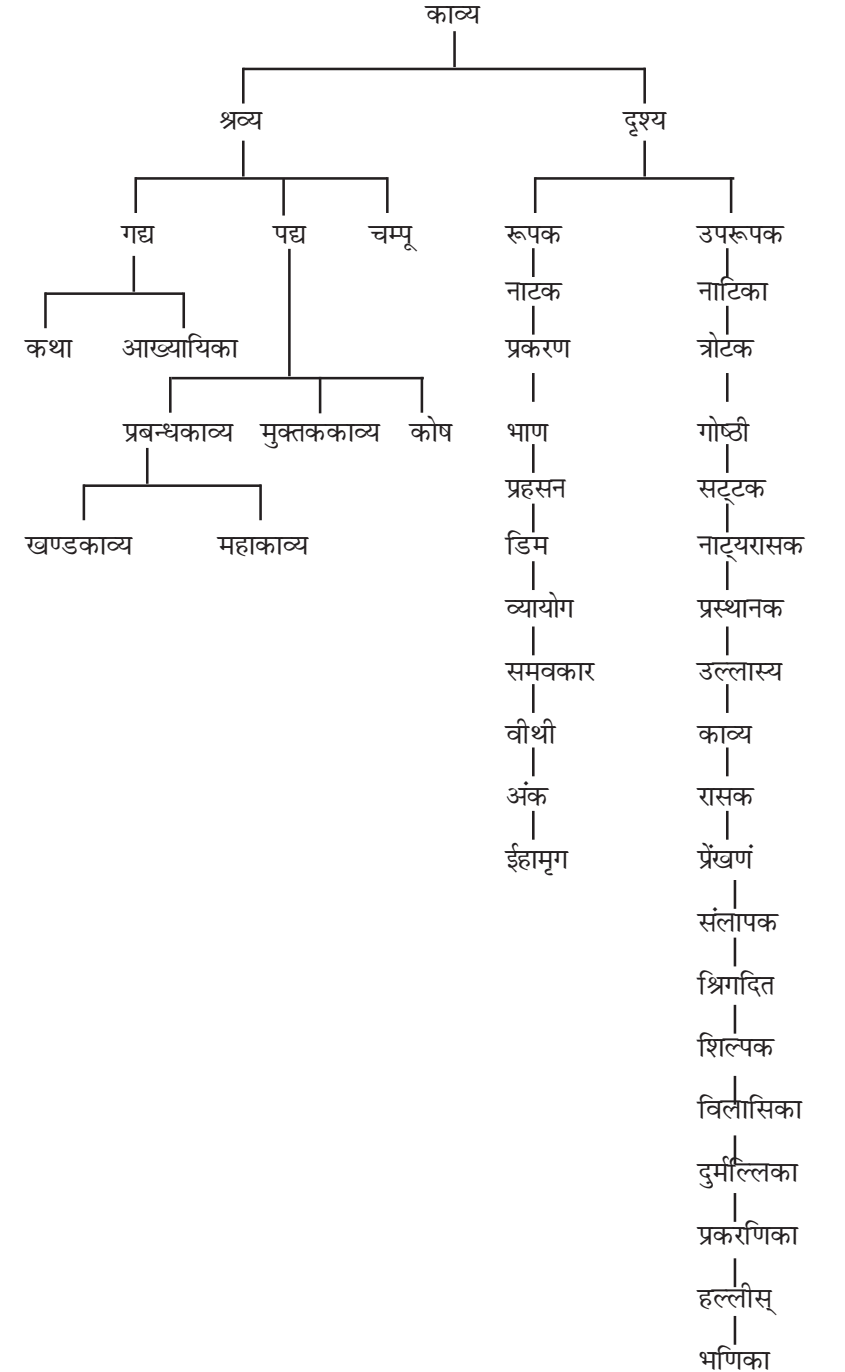 काव्य
श्रव्य दृश्य
गद्य पद्य चम्पू रूपक उपरूपक
नाटक नाटिका
कथा आख्यायिका प्रकरण त्रोटक
प्रबन्धकाव्य मुक्तककाव्य कोष भाण गोष्ठी
प्रहसन सट्टक
खण्डकाव्य महाकाव्य डिम नाट्यरासक
व्यायोग प्रस्थानक
समवकार उल्लास्य
वीथी काव्य
अंक रासक
ईहामृग प्रेंखणं
संलापक
श्रिगदित
शिल्पक
विलासिका
दुर्मल्लिका
प्रकरणिका
हल्लीस्
भणिका